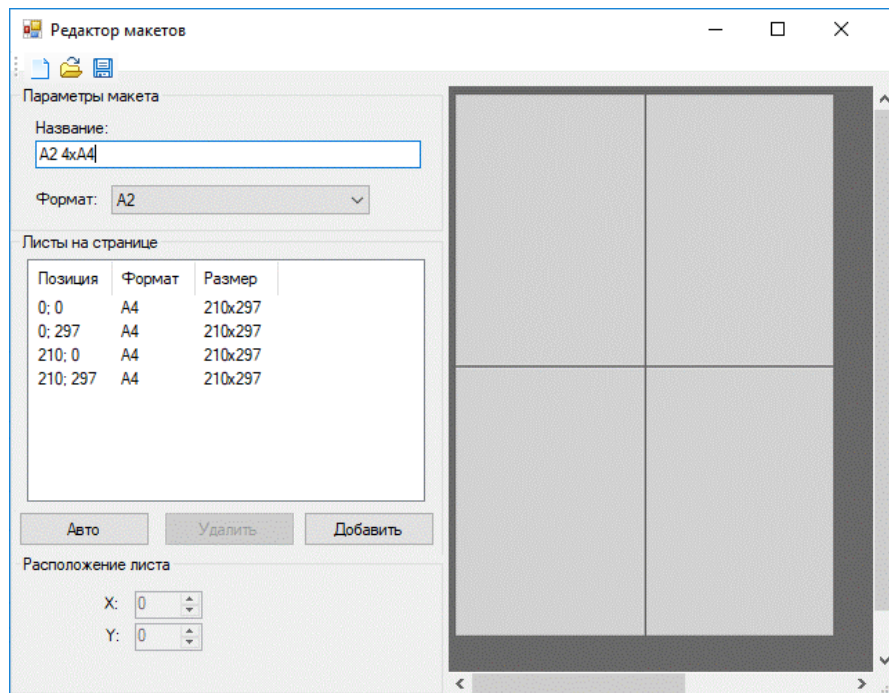 Редактор макетов
Параметры макета
Название:
A2 4xA4
Формат: A2
Листы на странице
Позиция Формат Размер
0; 0 A4 210x297
0; 297 A4 210x297
210; 0 A4 210x297
210; 297 A4 210x297
Авто Удалить Добавить
Расположение листа
X: 0
Y: 0